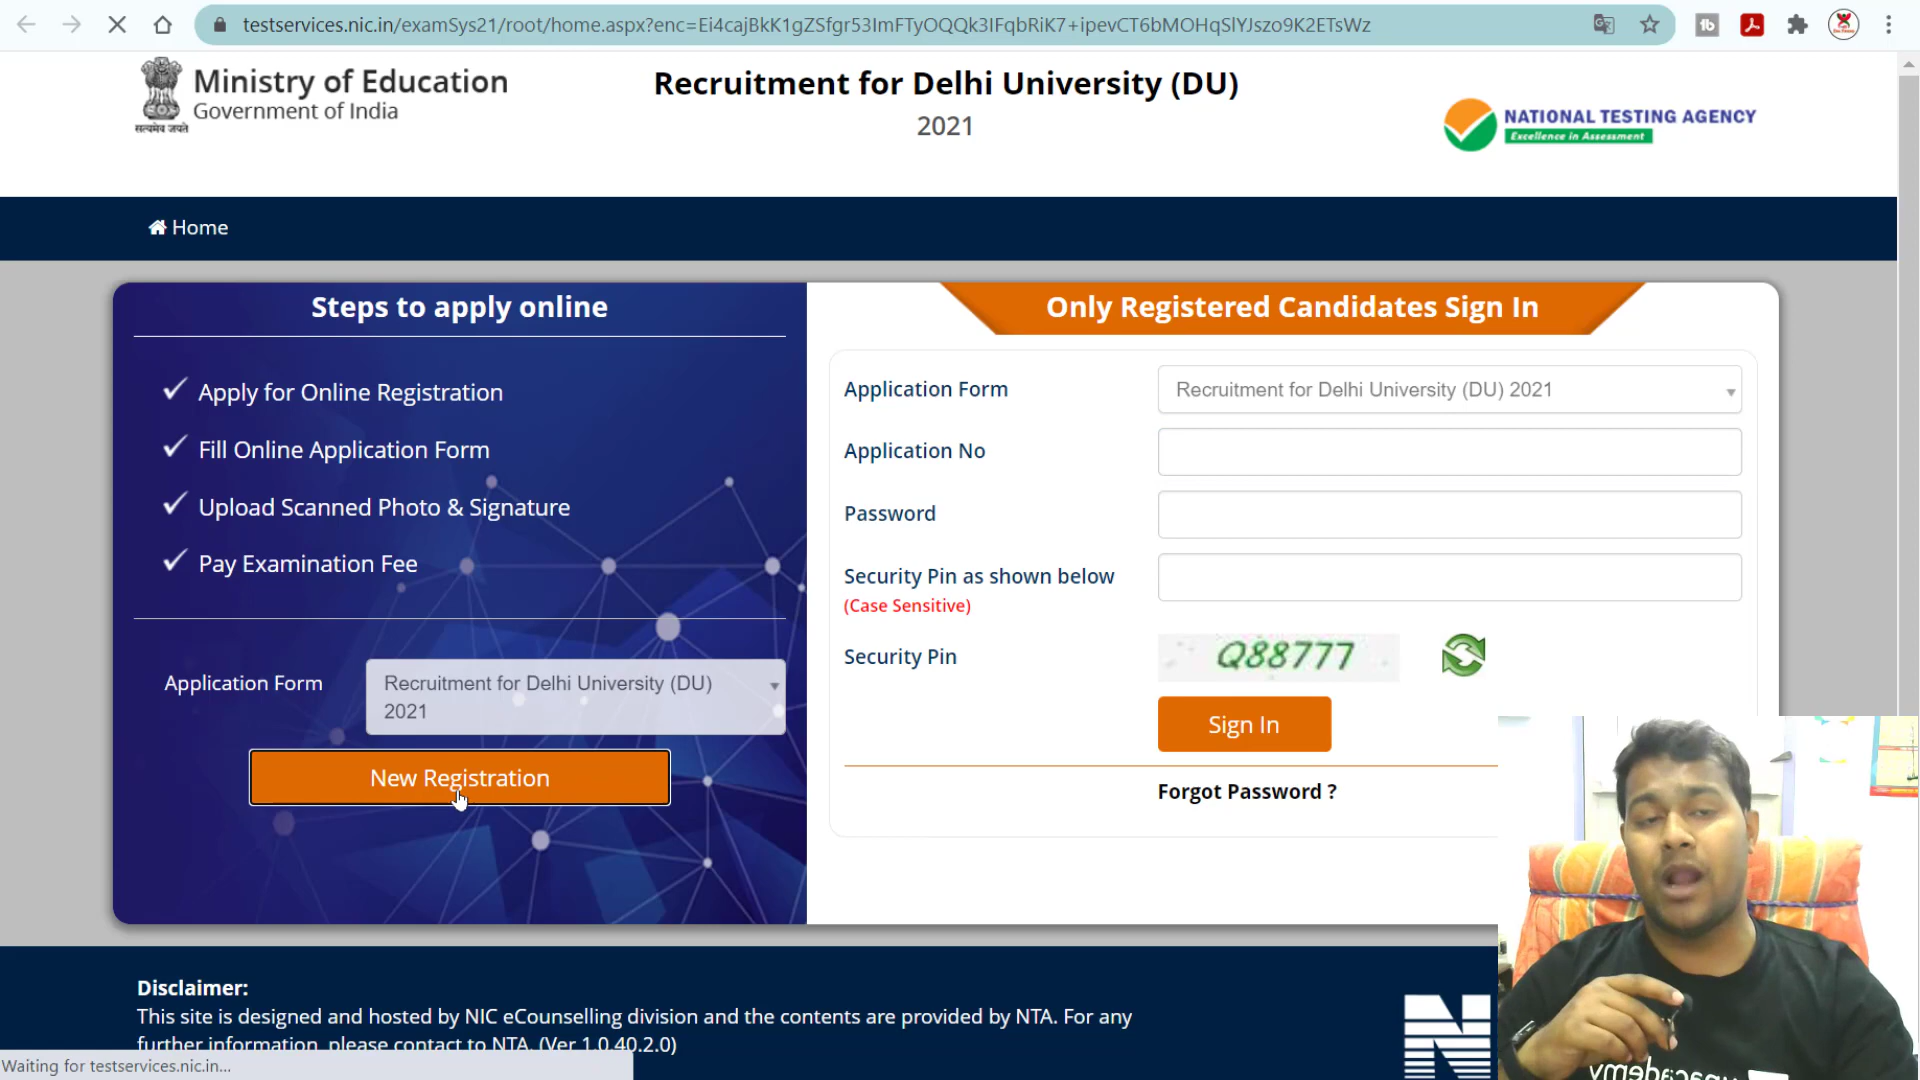 testservices.nic.in/examSys21/root/home.aspx?enc=Ei4cajBkK1gZSfgr53ImFTyOQQk3IFqbRiK7+ipevCT6bMOHqSlYJszo9K2ETsWz
Ministry of Education
Government of India
सत्यमेव जयते
Recruitment for Delhi University (DU)
2021
NATIONAL TESTING AGENCY
Excellence in Assessment
Home
Steps to apply online
Apply for Online Registration
Fill Online Application Form
Upload Scanned Photo & Signature
Pay Examination Fee
Application Form
Recruitment for Delhi University (DU)
2021
New Registration
Only Registered Candidates Sign In
Application Form
Recruitment for Delhi University (DU) 2021
Application No
Password
Security Pin as shown below
(Case Sensitive)
Security Pin
Q88777
Sign In
Forgot Password ?
Disclaimer:
This site is designed and hosted by NIC eCounselling division and the contents are provided by NTA. For any
further information, please contact to NTA. (Ver 1.0.40.2.0)
Waiting for testservices.nic.in...